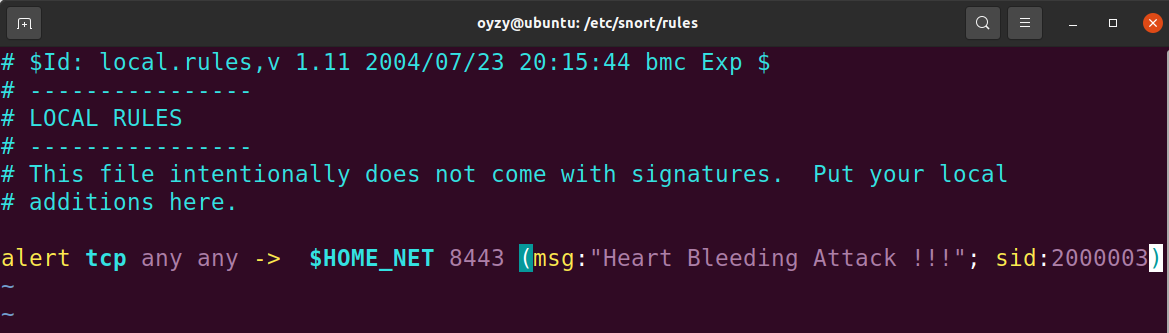 oyzy@ubuntu: /etc/snort/rules
# $Id: local.rules,v 1.11 2004/07/23 20:15:44 bmc Exp $
# ----------------
# LOCAL RULES
# ----------------
# This file intentionally does not come with signatures.  Put your local
# additions here.
alert tcp any any ->  $HOME_NET 8443 (msg:"Heart Bleeding Attack !!!"; sid:2000003)
~
~